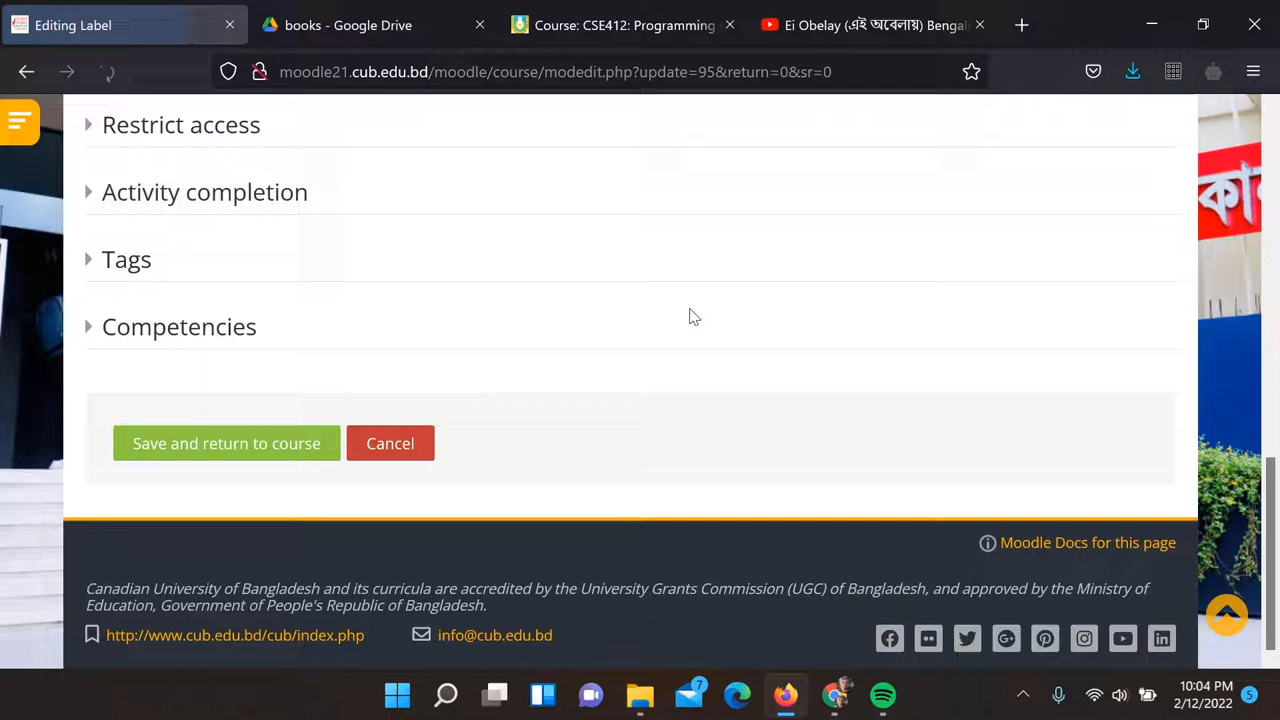 Editing Label
books - Google Drive
Course: CSE412: Programming
Ei Obelay (এই অবেলায়) Bengali
moodle21.cub.edu.bd/moodle/course/modedit.php?update=95&return=0&sr=0
Restrict access
Activity completion
Tags
Competencies
Save and return to course
Cancel
Moodle Docs for this page
Canadian University of Bangladesh and its curricula are accredited by the University Grants Commission (UGC) of Bangladesh, and approved by the Ministry of
Education, Government of People's Republic of Bangladesh.
http://www.cub.edu.bd/cub/index.php
info@cub.edu.bd
7
10:04 PM
2/12/2022
5